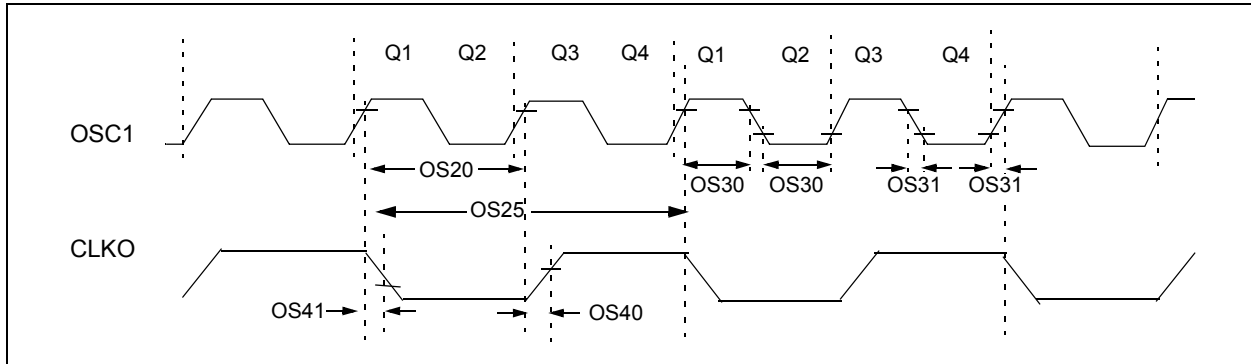 Q1 Q2 Q3 Q4 Q1 Q2 Q3 Q4
OSC1
OS20 OS30 OS30 OS31 OS31
OS25
CLKO
OS41 OS40